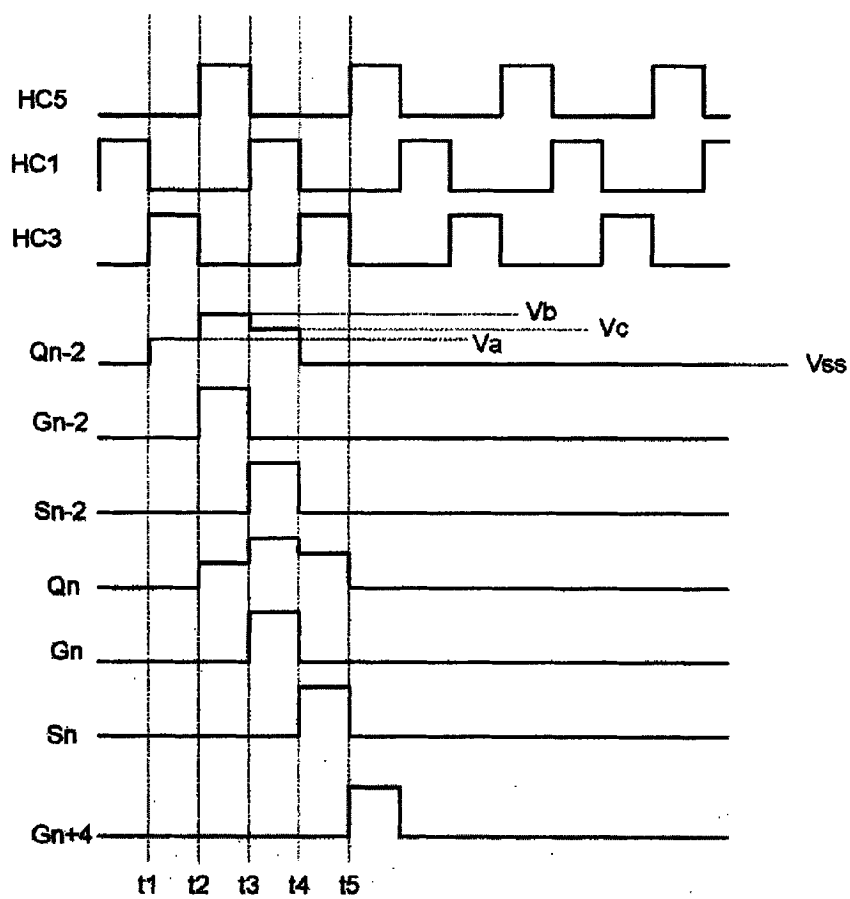 HC5
HC1
HC3
Vb
Vc
Va
Qn-2
Vss
Gn-2
Sn-2
Qn
Gn
Sn
Gn+4
t1 t2 t3 t4 t5